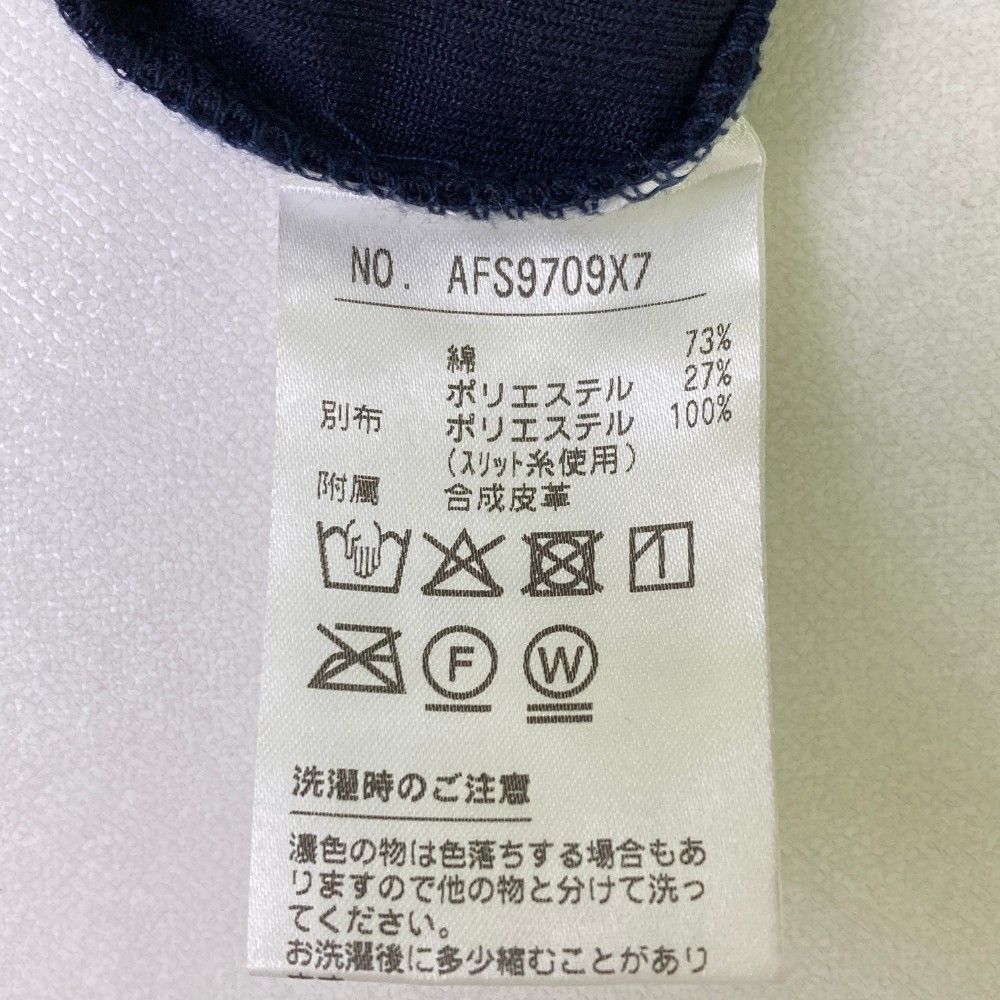 NO. AFS9709X7
綿 73%
ポリエステル 27%
別布 ポリエステル 100%
(スリット糸使用)
附属 合成皮革
F W
洗濯時のご注意
濃色の物は色落ちする場合もあ
りますので他の物と分けて洗っ
てください。
お洗濯後に多少縮むことがあり